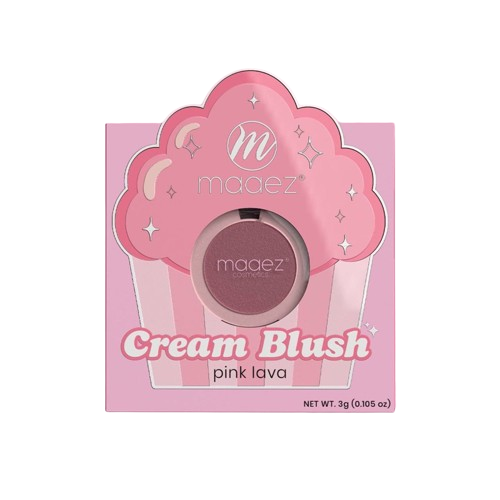 m
maaez®
maaez®
cosmetics
Cream Blush
pink lava
NET WT. 3g (0.105 oz)